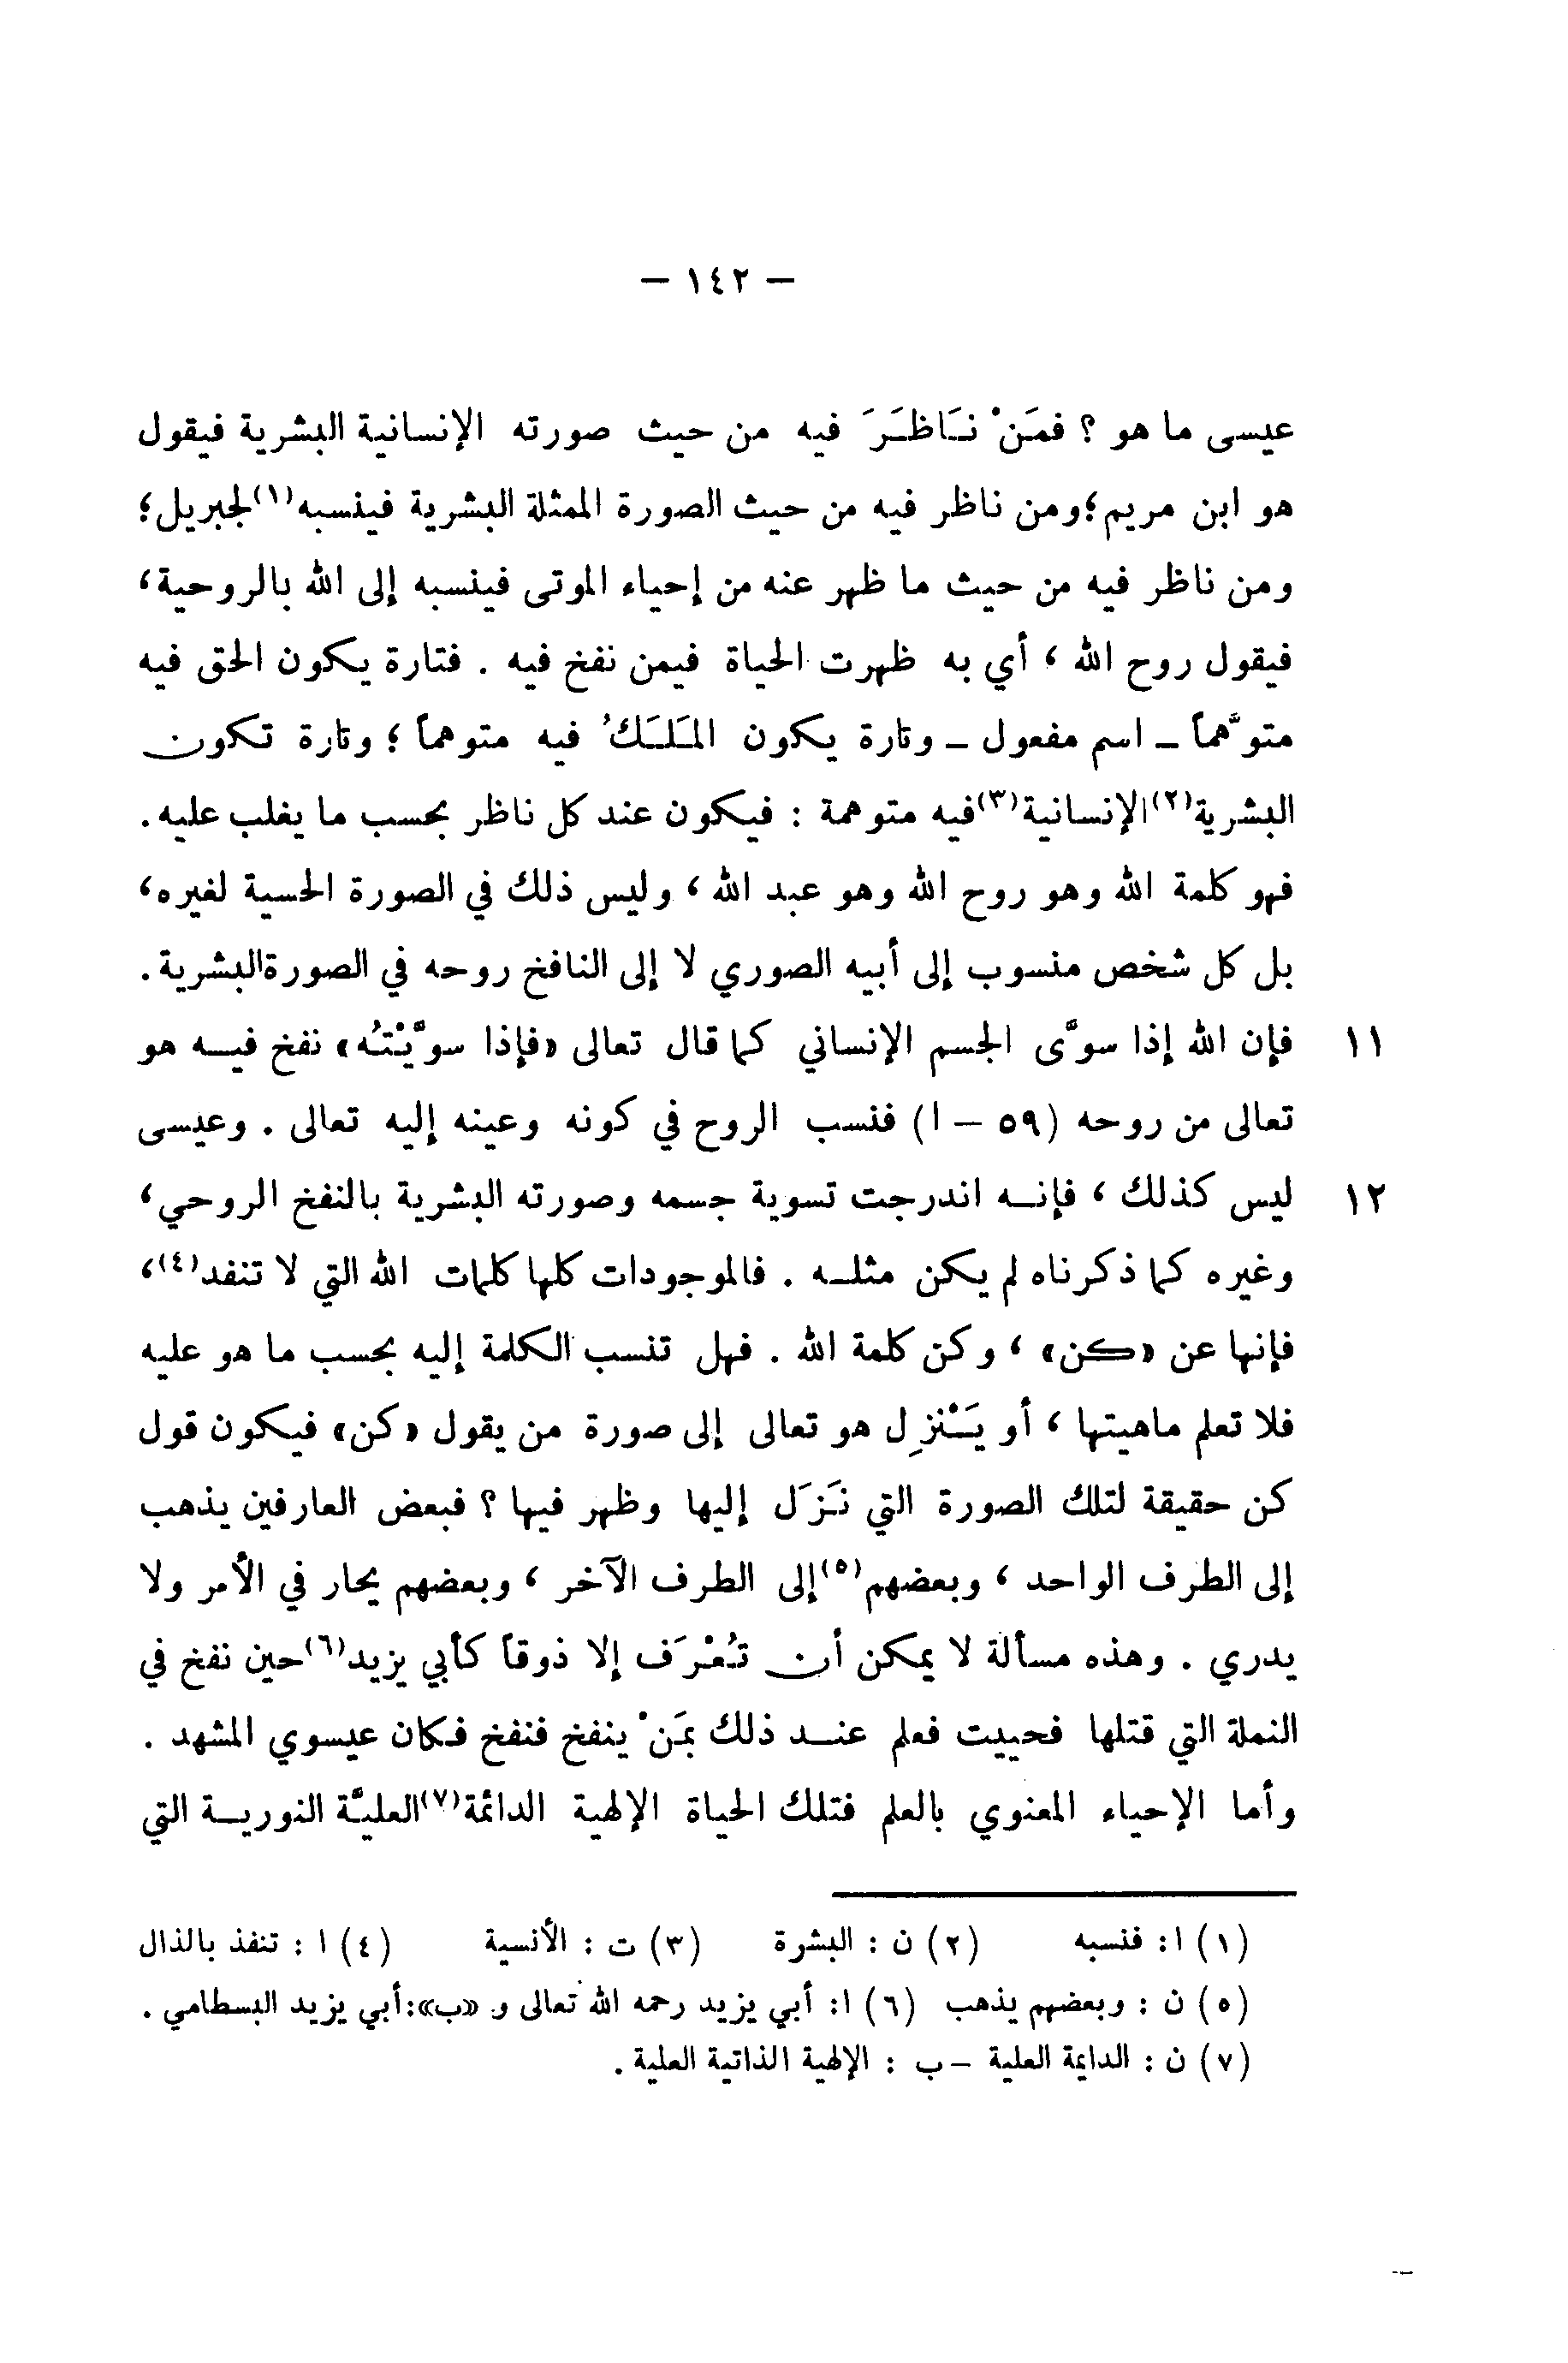 — ١٤٢ —
عيسى ما هو ؟ فمَنْ نَاظَرَ فيه من حيث صورته الإنسانية البشرية فيقول
هو ابن مريم؛ومن ناظر فيه من حيث الصورة الممثلة البشرية فينسبه(١)لجبريل؛
ومن ناظر فيه من حيث ما ظهر عنه من إحياء الموتى فينسبه إلى الله بالروحية،
فيقول روح الله ، أي به ظهرت الحياة فيمن نفخ فيه . فتارة يكون الحق فيه
متوهَّماً – اسم مفعول – وتارة يكون المَلَكُ فيه متوهماً ؛ وتارة تكون
البشرية(٢)الإنسانية(٣)فيه متوهمة : فيكون عند كل ناظر بحسب ما يغلب عليه.
فهو كلمة الله وهو روح الله وهو عبد الله ، وليس ذلك في الصورة الحسية لغيره،
بل كل شخص منسوب إلى أبيه الصوري لا إلى النافخ روحه في الصورةالبشرية.
١١ فإن الله إذا سوَّى الجسم الإنساني كما قال تعالى «فإذا سوَّيْتُه» نفخ فيه هو
تعالى من روحه (٥٩ – ا) فنسب الروح في كونه وعينه إليه تعالى . وعيسى
١٢ ليس كذلك ، فإنه اندرجت تسوية جسمه وصورته البشرية بالنفخ الروحي،
وغيره كما ذكرناه لم يكن مثله . فالموجودات كلها كلمات الله التي لا تنفد(٤)،
فإنها عن «كن» ، وكن كلمة الله . فهل تنسب الكلمة إليه بحسب ما هو عليه
فلا تعلم ماهيتها ، أو يَنْزِل هو تعالى إلى صورة من يقول «كن» فيكون قول
كن حقيقة لتلك الصورة التي نَزَلَ إليها وظهر فيها ؟ فبعض العارفين يذهب
إلى الطرف الواحد ، وبعضهم(٥)إلى الطرف الآخر ، وبعضهم يحار في الأمر ولا
يدري . وهذه مسألة لا يمكن أن تُعْرَف إلا ذوقاً كأبي يزيد(٦)حين نفخ في
النملة التي قتلها فحييت فعلم عند ذلك بمَنْ ينفخ فنفخ فكان عيسوي المشهد .
وأما الإحياء المعنوي بالعلم فتلك الحياة الإلهية الدائمة(٧)العليَّة النورية التي
(١) ا: فنسبه (٢) ن : البشرة (٣) ت : الأنسية (٤) ا : تنفذ بالذال
(٥) ن : وبعضهم يذهب (٦) ا: أبي يزيد رحمه الله تعالى و «ب»:أبي يزيد البسطامي .
(٧) ن : الدايمة العلية – ب : الإلهية الذاتية العلية .